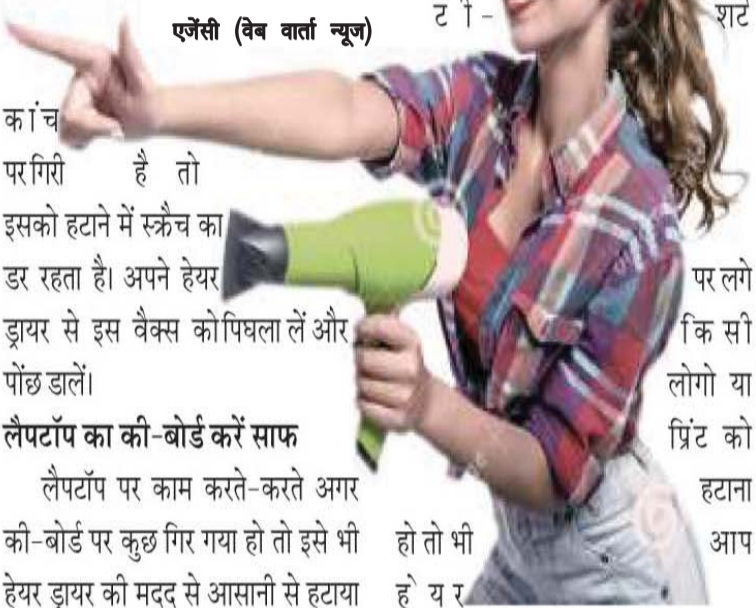 एजेंसी (वेब वार्ता न्यूज)
कांच
पर गिरी है तो
इसको हटाने में स्क्रैच का
डर रहता है। अपने हेयर
ड्रायर से इस वैक्स को पिघला लें और
पोंछ डालें।
लैपटॉप का की-बोर्ड करें साफ
लैपटॉप पर काम करते-करते अगर
की-बोर्ड पर कुछ गिर गया हो तो इसे भी
हेयर ड्रायर की मदद से आसानी से हटाया
टी- शर्ट
पर लगे
किसी
लोगो या
प्रिंट को
हटाना
हो तो भी आप
हेयर